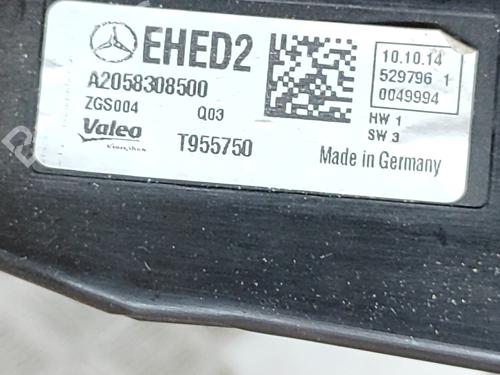 EHED2
A2058308500
ZGS004 Q03
Valeo T955750
10.10.14
529796 1
0049994
HW 1
SW 3
Made in Germany